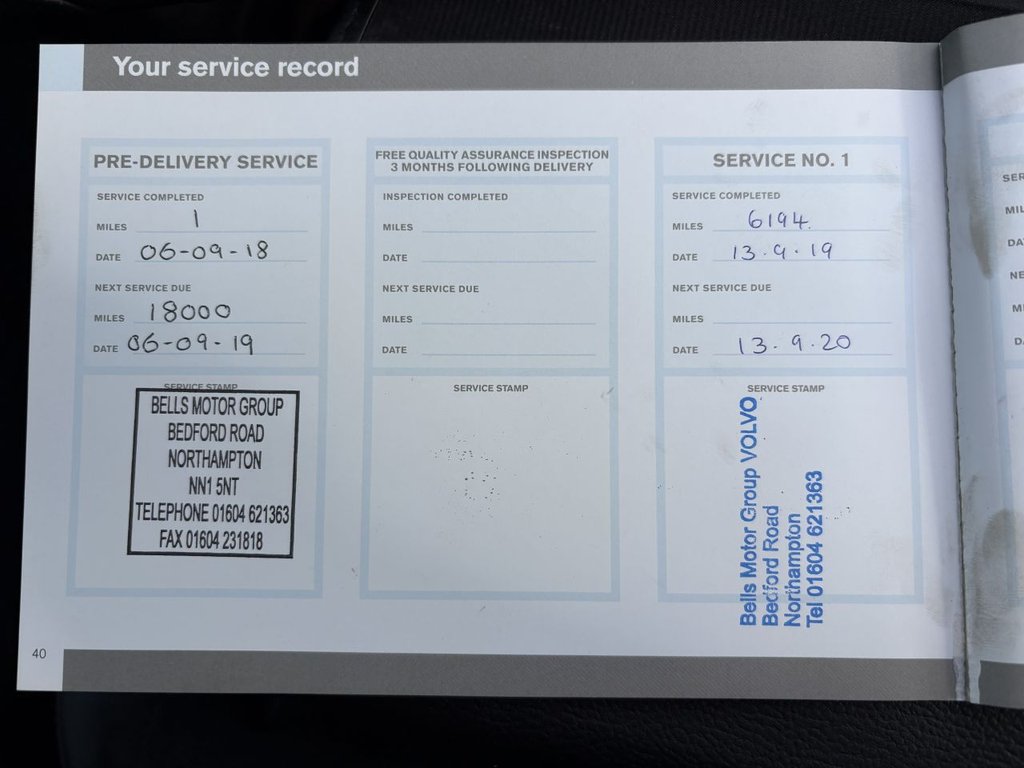 Your service record
PRE-DELIVERY SERVICE
SERVICE COMPLETED
MILES 1
DATE 06-09-18
NEXT SERVICE DUE
MILES 18000
DATE 06-09-19
SERVICE STAMP
BELLS MOTOR GROUP
BEDFORD ROAD
NORTHAMPTON
NN1 5NT
TELEPHONE 01604 621363
FAX 01604 231818
FREE QUALITY ASSURANCE INSPECTION
3 MONTHS FOLLOWING DELIVERY
INSPECTION COMPLETED
MILES
DATE
NEXT SERVICE DUE
MILES
DATE
SERVICE STAMP
SERVICE NO. 1
SERVICE COMPLETED
MILES 6194.
DATE 13.9.19
NEXT SERVICE DUE
MILES
DATE 13.9.20
SERVICE STAMP
Bells Motor Group VOLVO
Bedford Road
Northampton
Tel 01604 621363
40